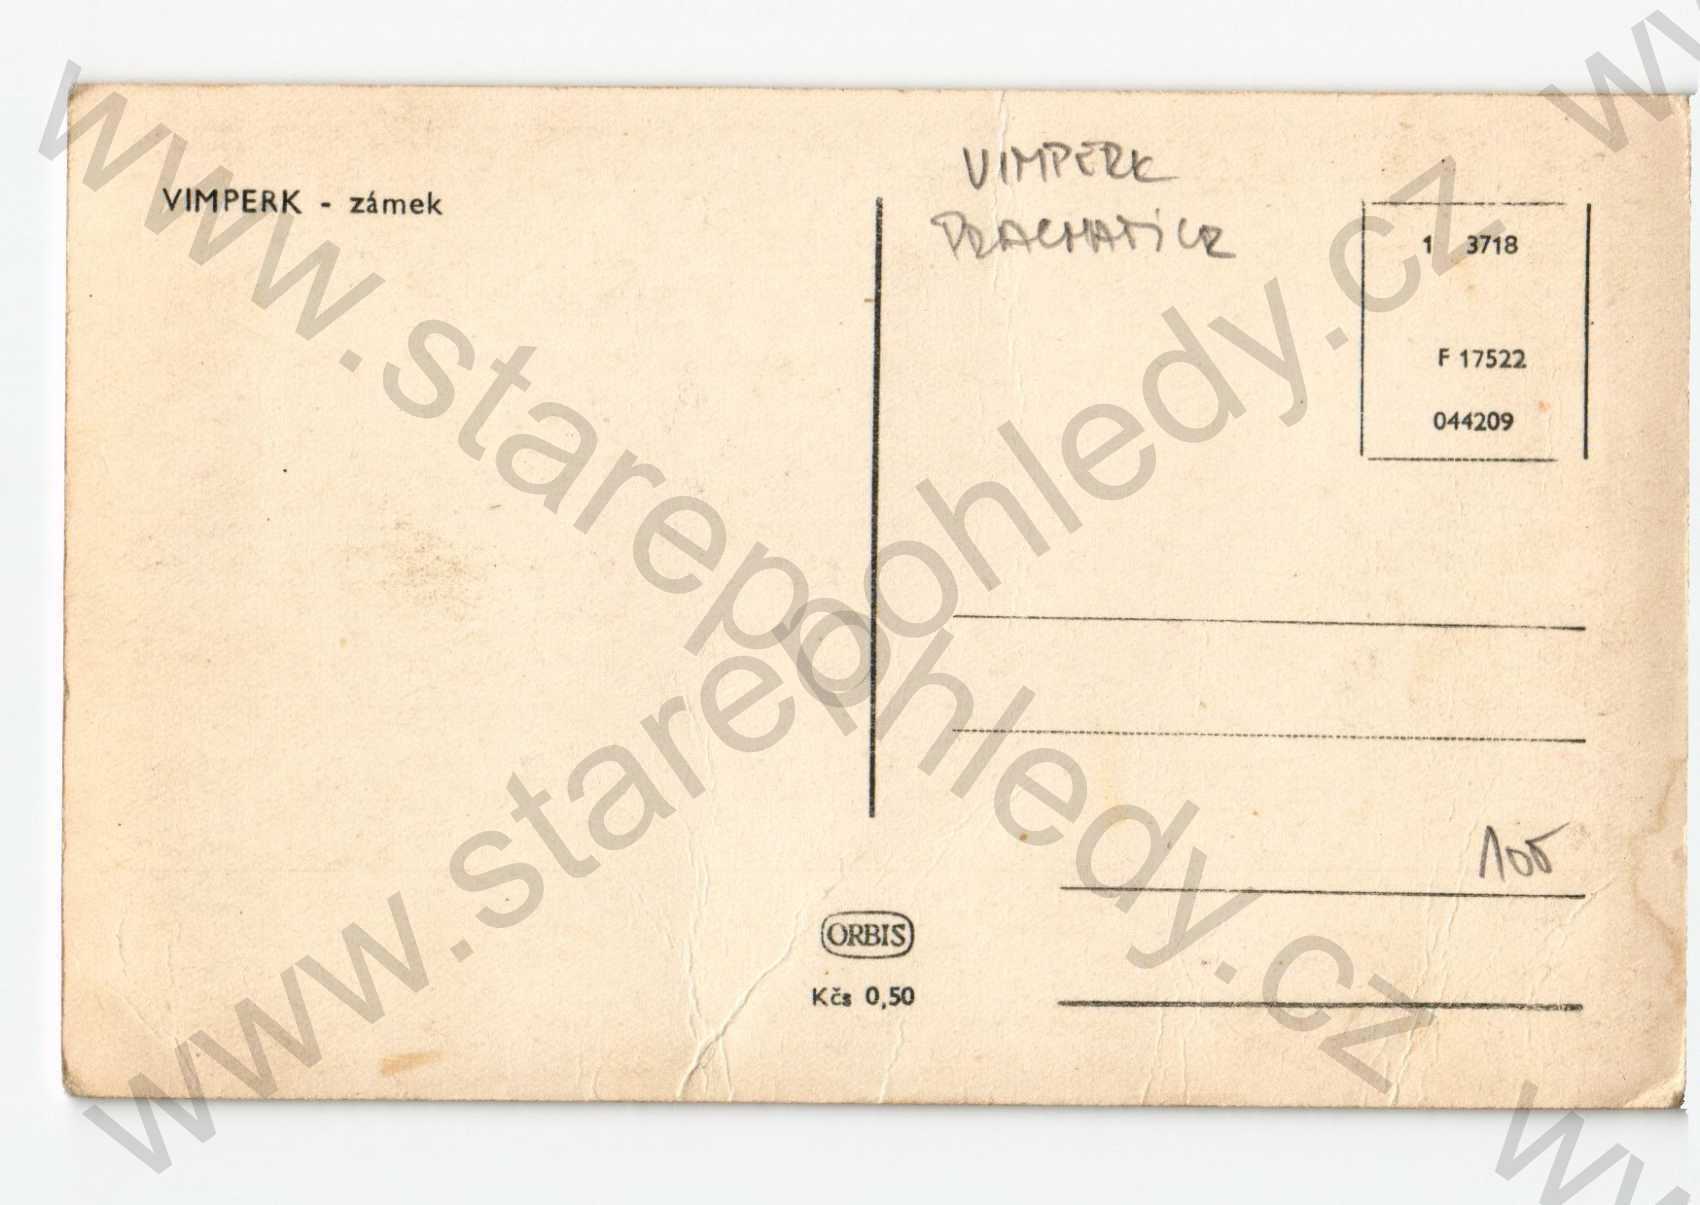 VIMPERK - zámek
VIMPERK
PRACHATICE
1 3718
F 17522
044209
100
ORBIS
Kčs 0,50
www.starepohledy.cz
www.starepohledy.cz